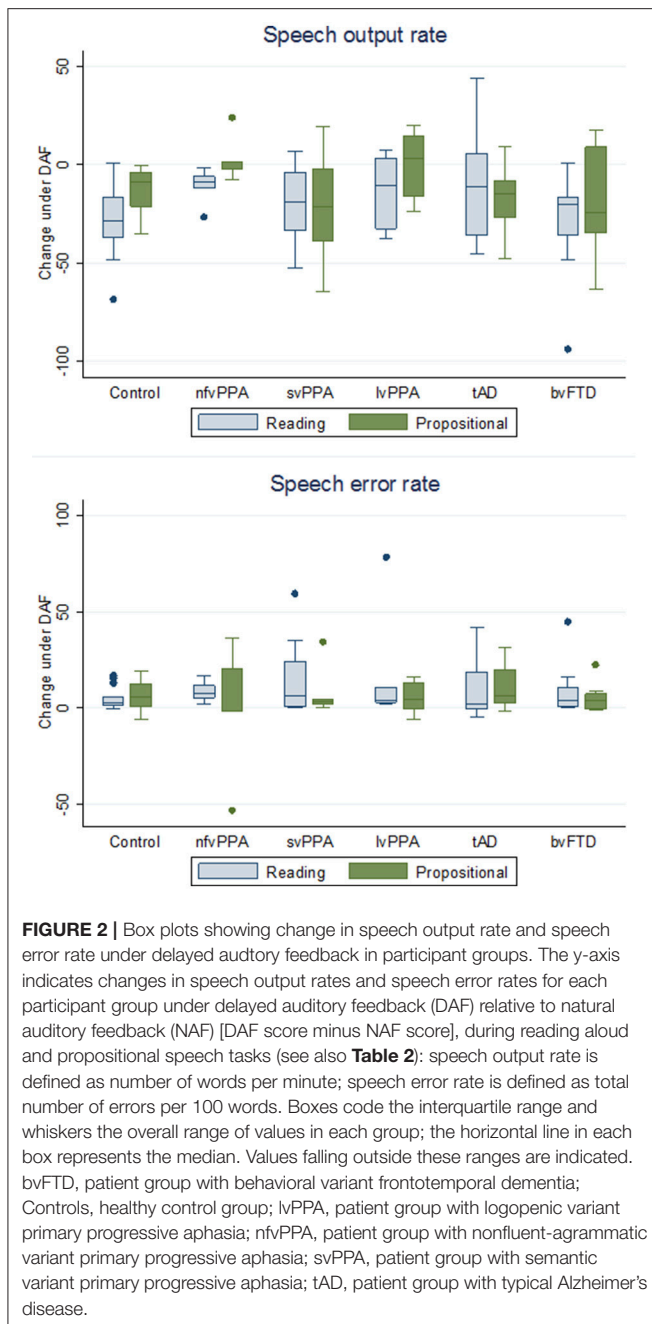 Speech output rate
50
0
-50
-100
Change under DAF
Control nfvPPA svPPA lvPPA tAD bvFTD
Reading Propositional
Speech error rate
100
50
0
-50
Change under DAF
Control nfvPPA svPPA lvPPA tAD bvFTD
Reading Propositional
FIGURE 2 | Box plots showing change in speech output rate and speech
error rate under delayed audtory feedback in participant groups. The y-axis
indicates changes in speech output rates and speech error rates for each
participant group under delayed auditory feedback (DAF) relative to natural
auditory feedback (NAF) [DAF score minus NAF score], during reading aloud
and propositional speech tasks (see also Table 2): speech output rate is
defined as number of words per minute; speech error rate is defined as total
number of errors per 100 words. Boxes code the interquartile range and
whiskers the overall range of values in each group; the horizontal line in each
box represents the median. Values falling outside these ranges are indicated.
bvFTD, patient group with behavioral variant frontotemporal dementia;
Controls, healthy control group; lvPPA, patient group with logopenic variant
primary progressive aphasia; nfvPPA, patient group with nonfluent-agrammatic
variant primary progressive aphasia; svPPA, patient group with semantic
variant primary progressive aphasia; tAD, patient group with typical Alzheimer's
disease.